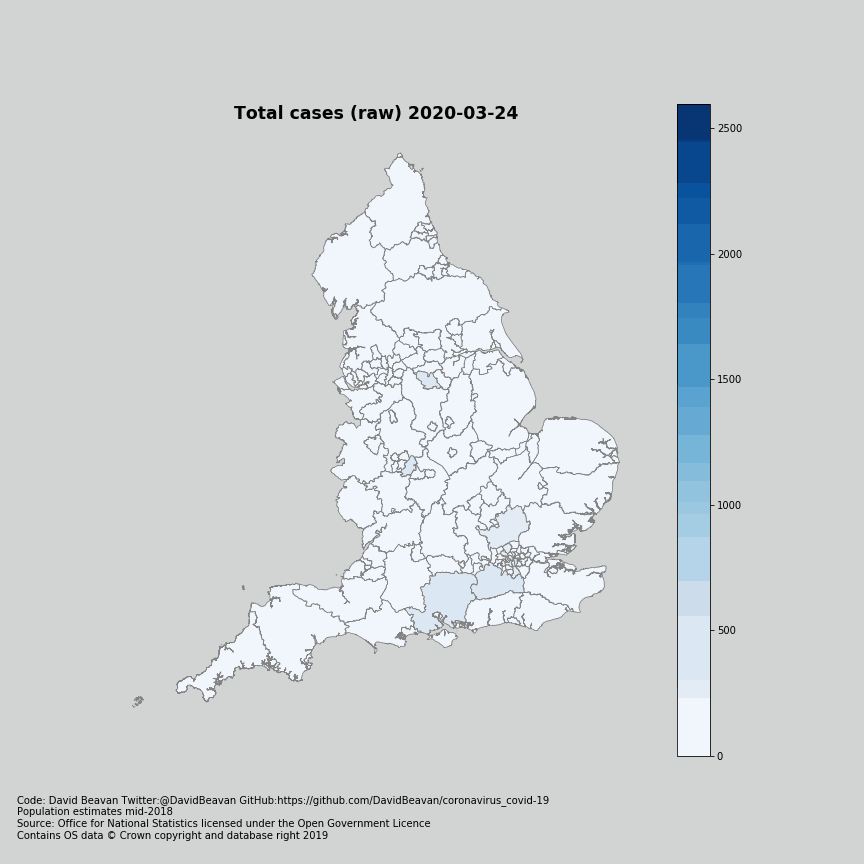 Total cases (raw) 2020-03-24
2500
2000
1500
1000
500
0
Code: David Beavan Twitter:@DavidBeavan GitHub:https://github.com/DavidBeavan/coronavirus_covid-19
Population estimates mid-2018
Source: Office for National Statistics licensed under the Open Government Licence
Contains OS data © Crown copyright and database right 2019